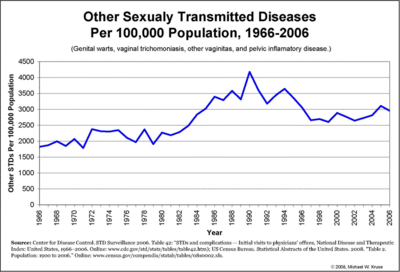 Other Sexualy Transmitted Diseases
Per 100,000 Population, 1966-2006
(Genital warts, vaginal trichomoniasis, other vaginitas, and pelvic inflamatory disease.)
Other STDs Per 100,000 Population
4500
4000
3500
3000
2500
2000
1500
1000
500
0
1966 1968 1970 1972 1974 1976 1978 1980 1982 1984 1986 1988 1990 1992 1994 1996 1998 2000 2002 2004 2006
Year
Source: Center for Disease Control. STD Surveillance 2006. Table 42: "STDs and complications — Initial visits to physicians' offices, National Disease and Therapeutic
Index: United States, 1966-2006. Online: www.cdc.gov/std/stats/tables/table42.htm); US Census Bureau. Statistical Abstracts of the United States. 2008. "Table 2.
Population: 1900 to 2006." Online: www.census.gov/compendia/statab/tables/08s0002.xls.
© 2008, Michael W. Kruse